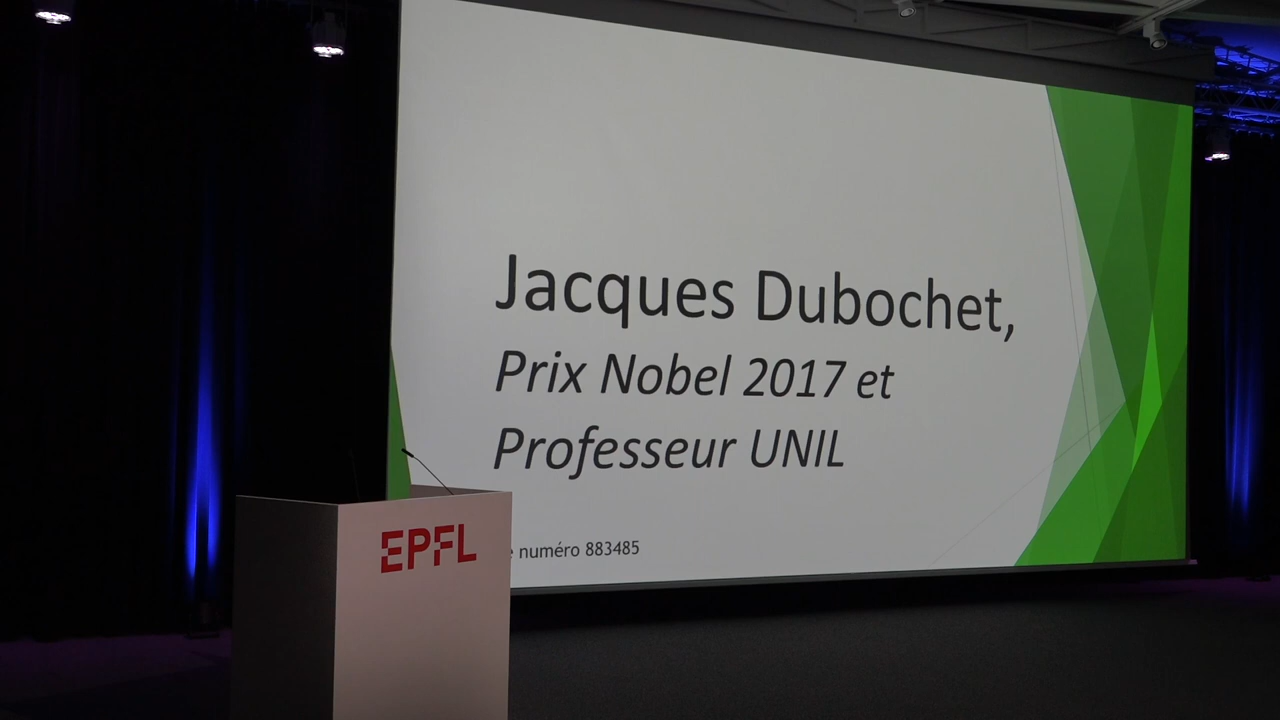 Jacques Dubochet,
Prix Nobel 2017 et
Professeur UNIL
numéro 883485
EPFL